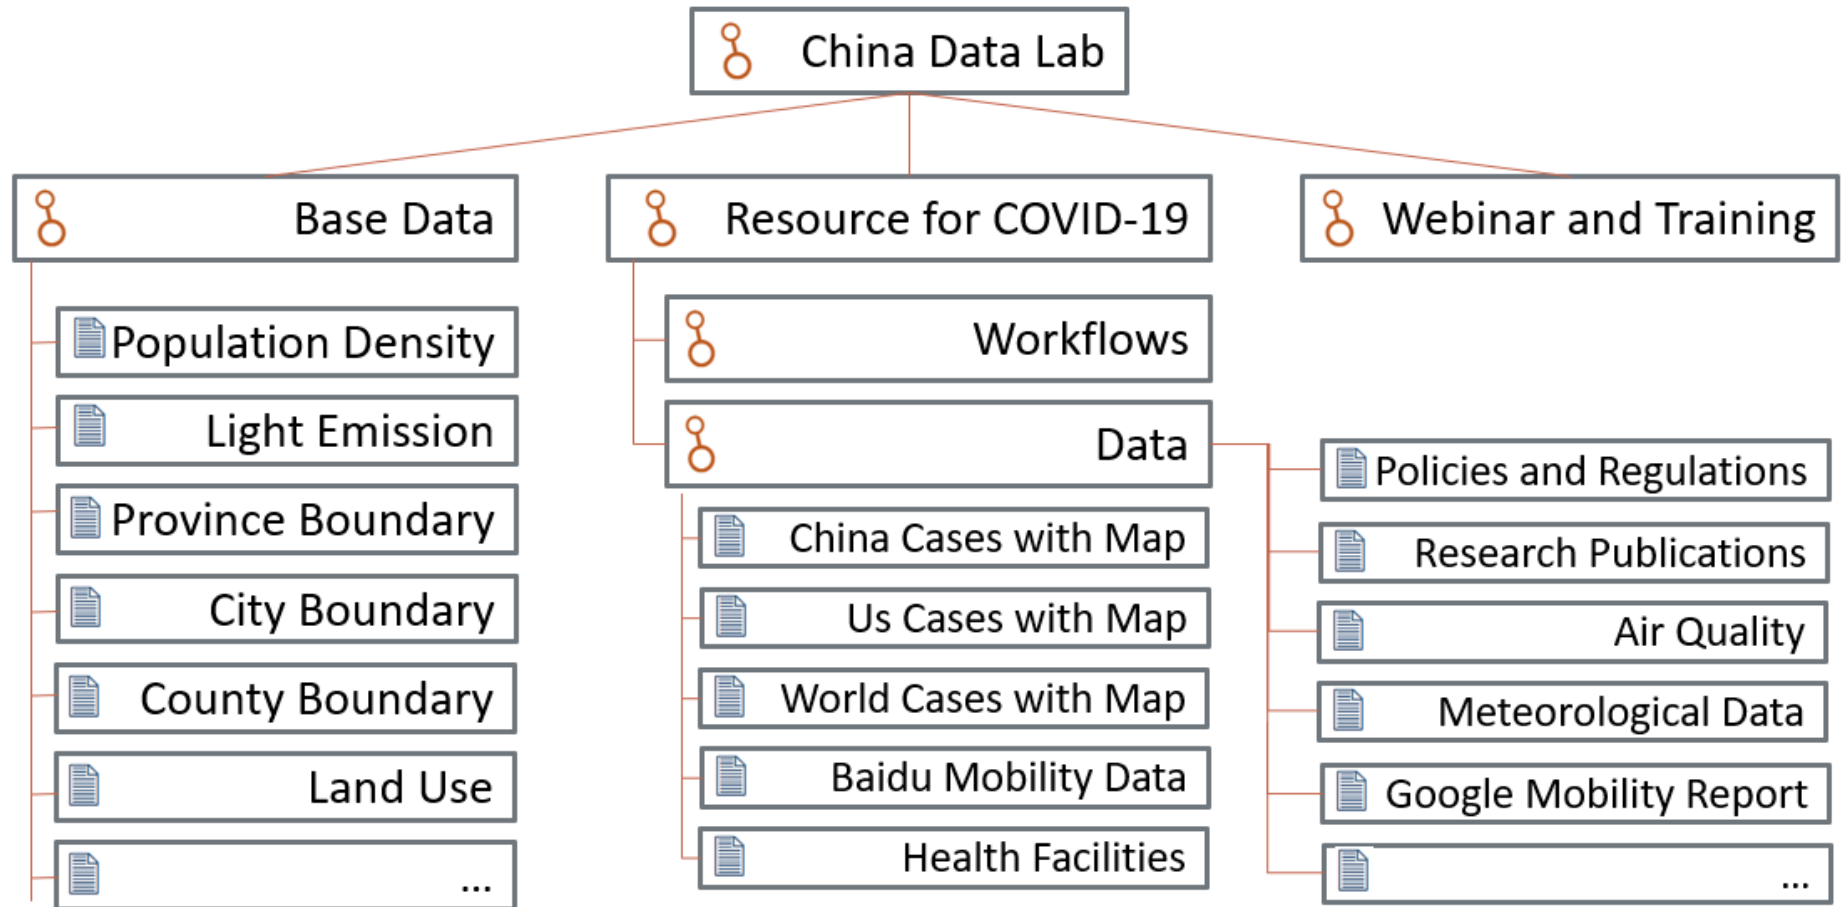 China Data Lab
Base Data
Resource for COVID-19
Webinar and Training
Population Density
Light Emission
Province Boundary
City Boundary
County Boundary
Land Use
...
Workflows
Data
China Cases with Map
Us Cases with Map
World Cases with Map
Baidu Mobility Data
Health Facilities
Policies and Regulations
Research Publications
Air Quality
Meteorological Data
Google Mobility Report
...